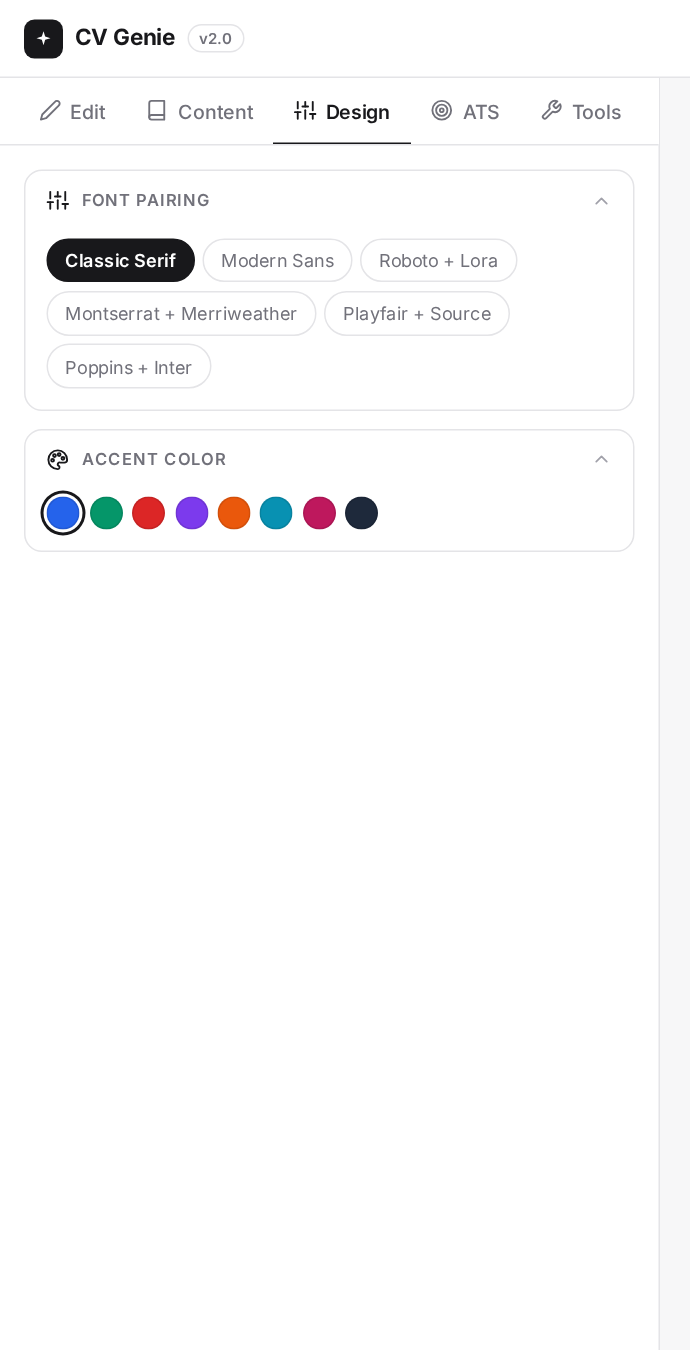 CV Genie v2.0
Edit Content Design ATS Tools
FONT PAIRING
Classic Serif Modern Sans Roboto + Lora
Montserrat + Merriweather Playfair + Source
Poppins + Inter
ACCENT COLOR